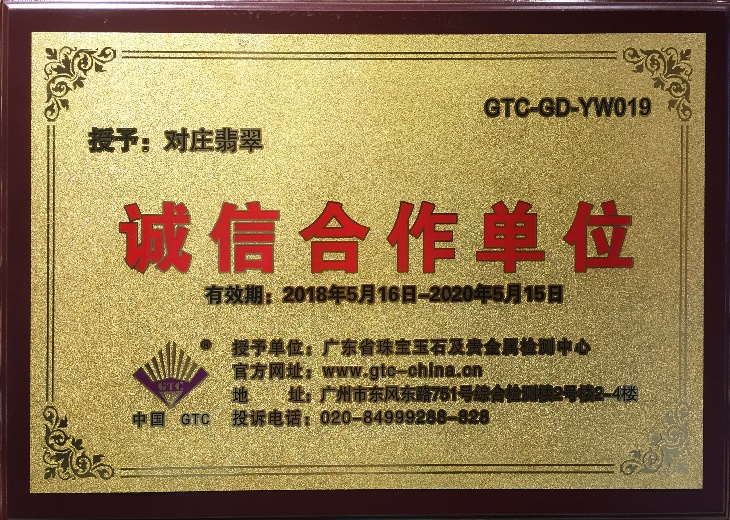 GTC-GD-YW019
授予：对庄翡翠
诚信合作单位
有效期：2018年5月16日-2020年5月15日
授予单位：广东省珠宝玉石及贵金属检测中心
官方网址：www.gtc-china.cn
地 址：广州市东风东路751号综合检测楼2号楼2-4楼
投诉电话：020-84999288-828
GTC ®
中国 GTC